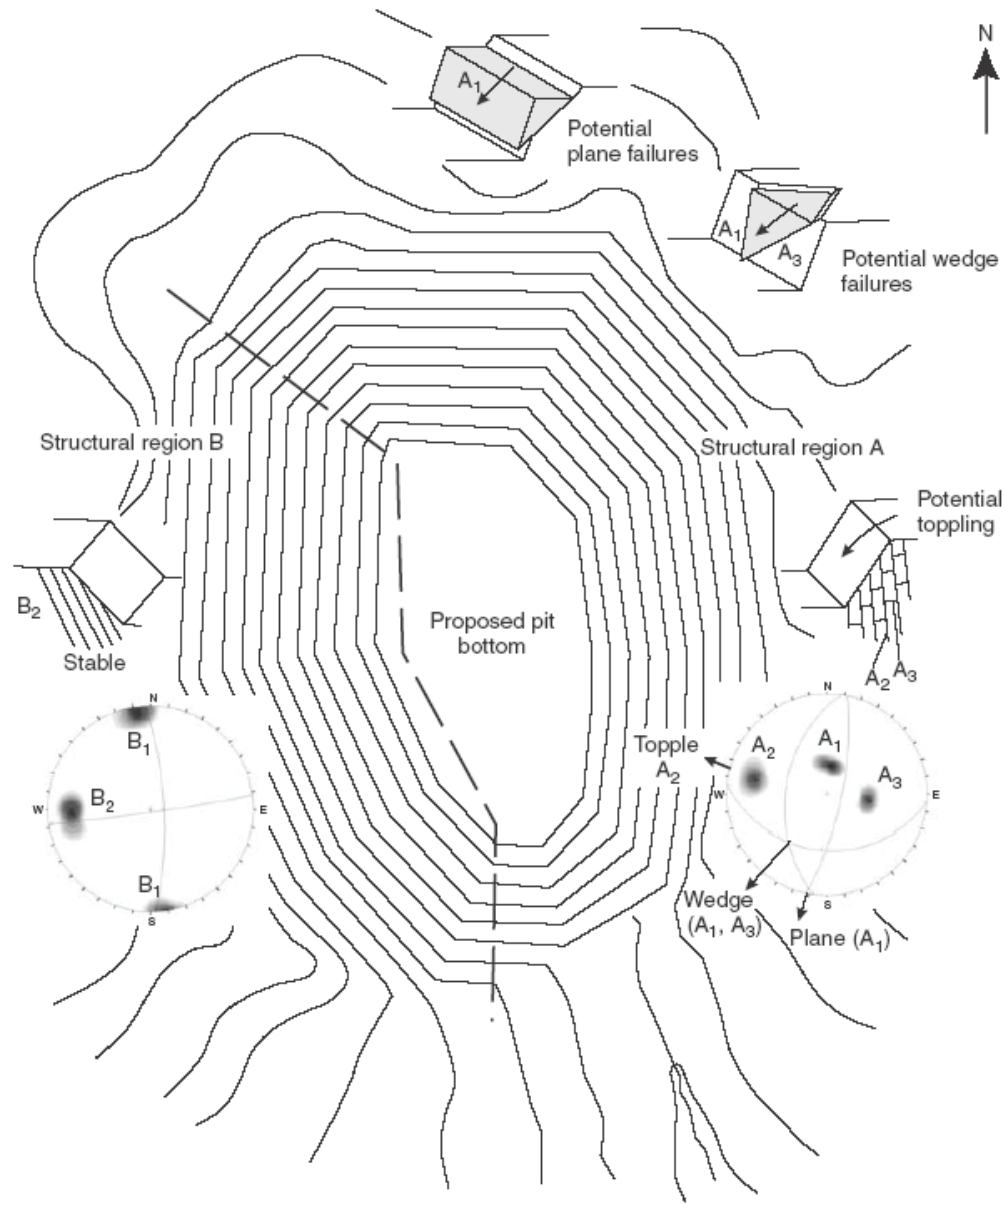 N
A1
Potential
plane failures
A1
A3
Potential wedge
failures
Structural region B
Structural region A
Potential
toppling
B2
Stable
Proposed pit
bottom
A2 A3
N
B1
W
B2
E
B1
S
Topple
A2
N
A2
A1
A3
W
E
S
Wedge
(A1, A3)
Plane (A1)